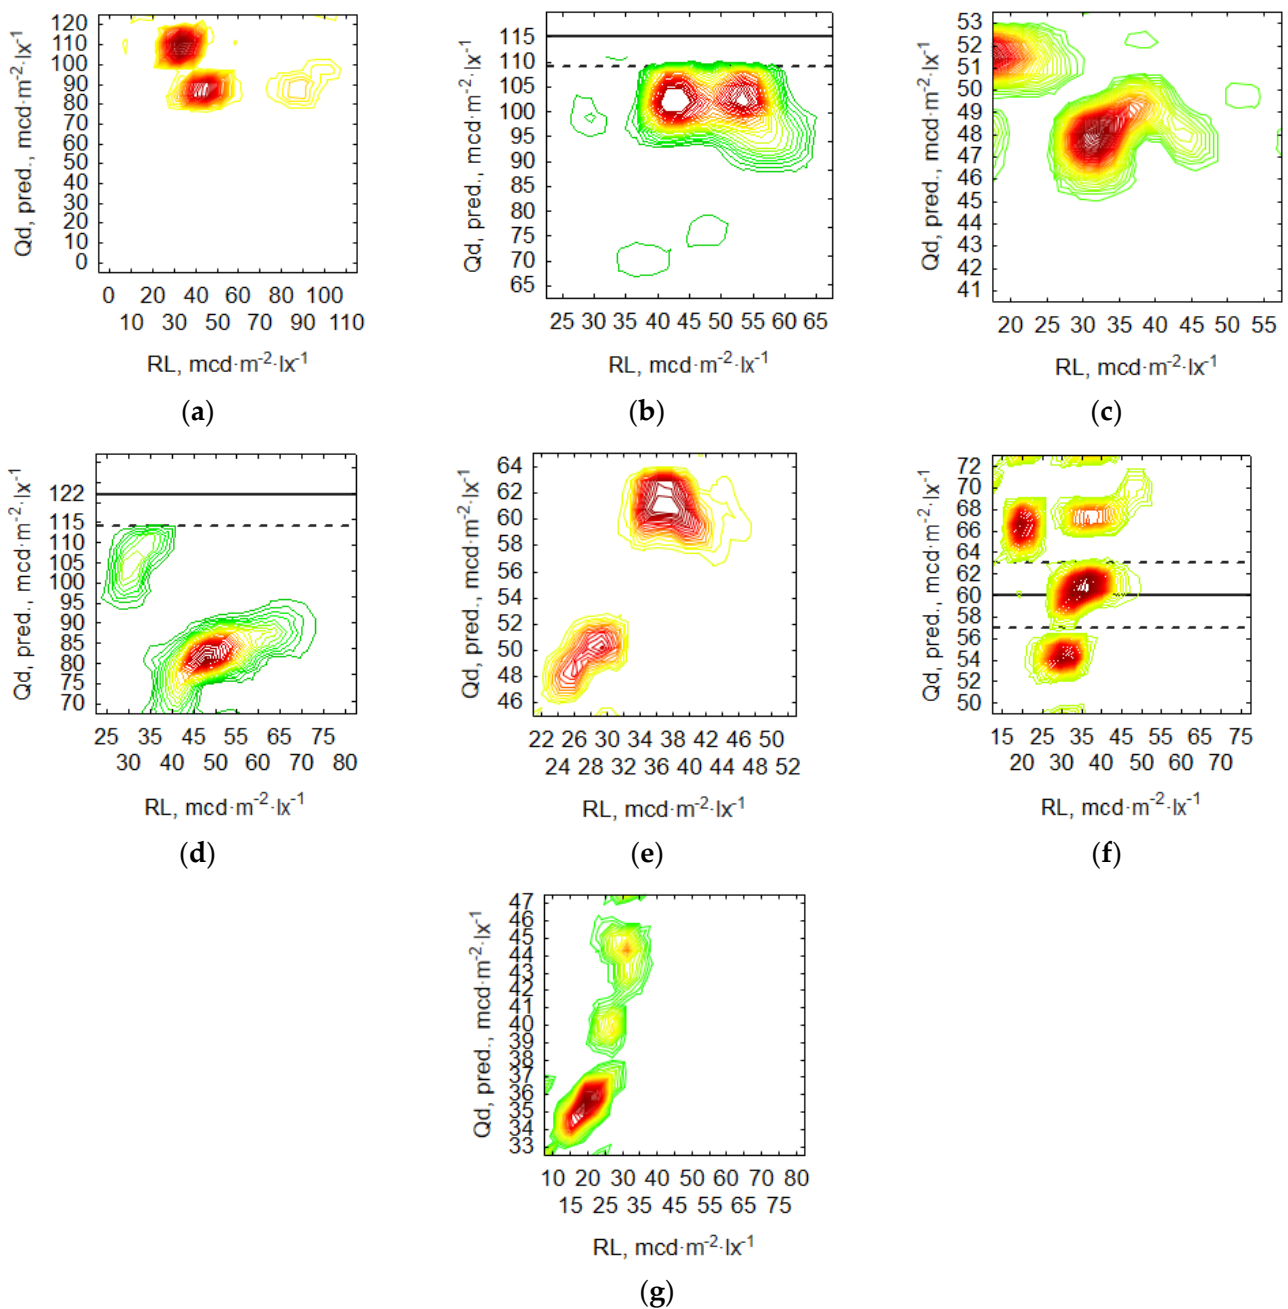 Qd, pred., mcd·m⁻²·lx⁻¹
120
110
100
90
80
70
60
50
40
30
20
10
0
0 20 40 60 80 100
10 30 50 70 90 110
RL, mcd·m⁻²·lx⁻¹
(a)
Qd, pred., mcd·m⁻²·lx⁻¹
115
110
105
100
95
90
85
80
75
70
65
25 30 35 40 45 50 55 60 65
RL, mcd·m⁻²·lx⁻¹
(b)
Qd, pred., mcd·m⁻²·lx⁻¹
53
52
51
50
49
48
47
46
45
44
43
42
41
20 25 30 35 40 45 50 55
RL, mcd·m⁻²·lx⁻¹
(c)
Qd, pred., mcd·m⁻²·lx⁻¹
122
115
110
105
100
95
90
85
80
75
70
25 35 45 55 65 75
30 40 50 60 70 80
RL, mcd·m⁻²·lx⁻¹
(d)
Qd, pred., mcd·m⁻²·lx⁻¹
64
62
60
58
56
54
52
50
48
46
22 26 30 34 38 42 46 50
24 28 32 36 40 44 48 52
RL, mcd·m⁻²·lx⁻¹
(e)
Qd, pred., mcd·m⁻²·lx⁻¹
72
70
68
66
64
62
60
58
56
54
52
50
15 25 35 45 55 65 75
20 30 40 50 60 70
RL, mcd·m⁻²·lx⁻¹
(f)
Qd, pred., mcd·m⁻²·lx⁻¹
47
46
45
44
43
42
41
40
39
38
37
36
35
34
33
10 20 30 40 50 60 70 80
15 25 35 45 55 65 75
RL, mcd·m⁻²·lx⁻¹
(g)